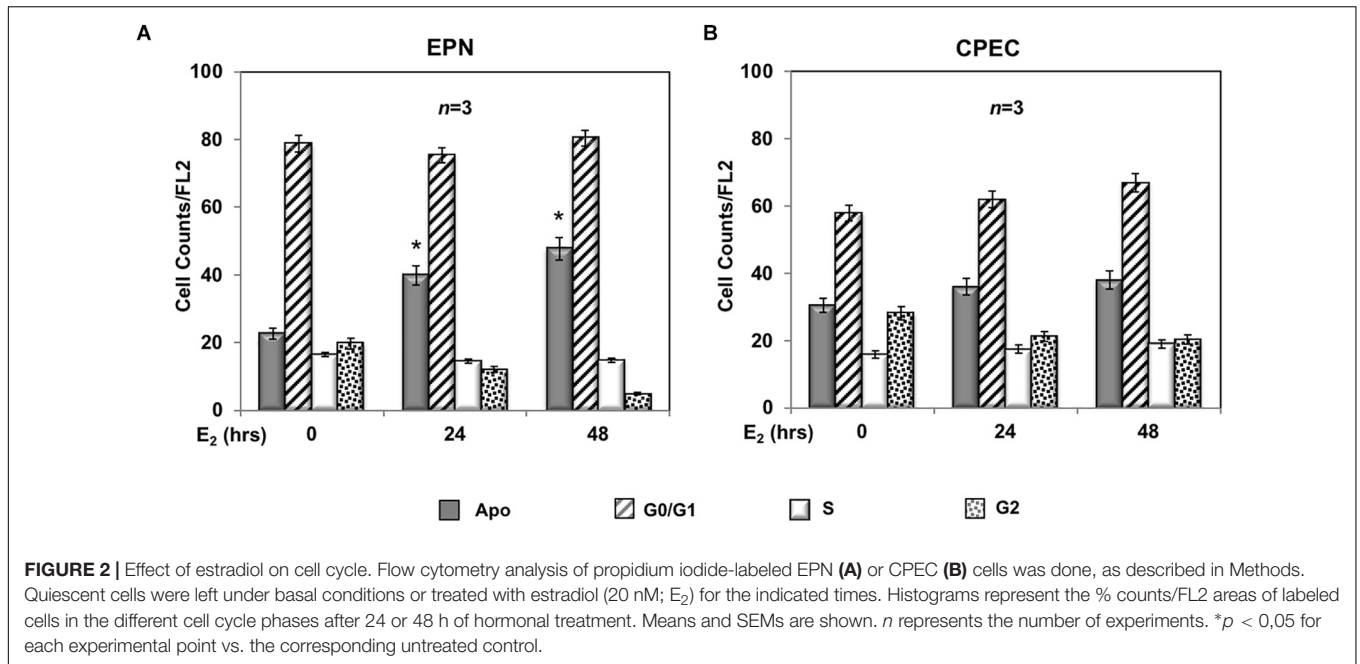 A
EPN
n=3
Cell Counts/FL2
100
80
60
40
20
0
*
*
E₂ (hrs)
0
24
48
B
CPEC
n=3
Cell Counts/FL2
100
80
60
40
20
0
E₂ (hrs)
0
24
48
Apo
G0/G1
S
G2
FIGURE 2 | Effect of estradiol on cell cycle. Flow cytometry analysis of propidium iodide-labeled EPN (A) or CPEC (B) cells was done, as described in Methods.
Quiescent cells were left under basal conditions or treated with estradiol (20 nM; E₂) for the indicated times. Histograms represent the % counts/FL2 areas of labeled
cells in the different cell cycle phases after 24 or 48 h of hormonal treatment. Means and SEMs are shown. n represents the number of experiments. *p < 0,05 for
each experimental point vs. the corresponding untreated control.